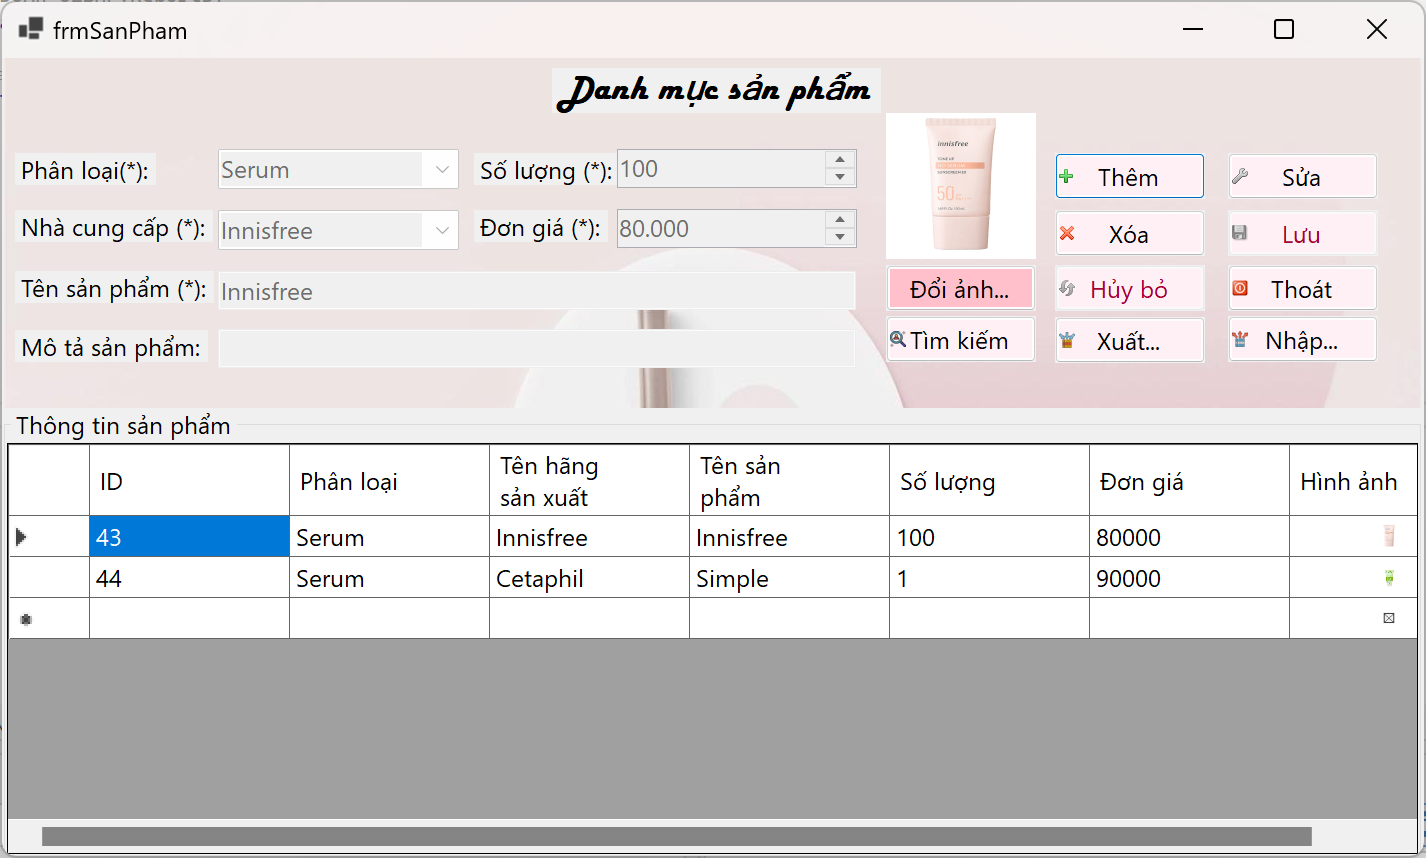 frmSanPham
Danh mục sản phẩm
Phân loại(*):
Serum
Số lượng (*):
100
Nhà cung cấp (*):
Innisfree
Đơn giá (*):
80.000
Tên sản phẩm (*):
Innisfree
Mô tả sản phẩm:
innisfree
50
Đổi ảnh...
Tìm kiếm
Thêm
Sửa
Xóa
Lưu
Hủy bỏ
Thoát
Xuất...
Nhập...
Thông tin sản phẩm
ID
Phân loại
Tên hãng
sản xuất
Tên sản
phẩm
Số lượng
Đơn giá
Hình ảnh
43 Serum Innisfree Innisfree 100 80000
44 Serum Cetaphil Simple 1 90000